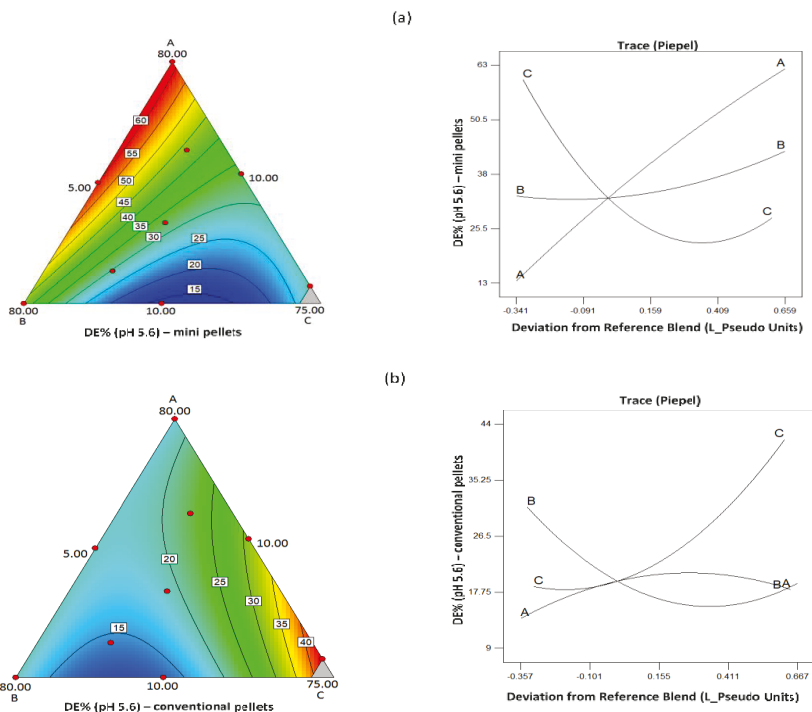 (a)
A
80.00
60
55
50
45
40
35
30
25
20
15
5.00
10.00
80.00
B
10.00
75.00
C
DE% (pH 5.6) – mini pellets
Trace (Piepel)
DE% (pH 5.6) – mini pellets
63
50.5
38
25.5
13
C
A
B
B
C
A
-0.341
-0.091
0.159
0.409
0.659
Deviation from Reference Blend (L_Pseudo Units)
(b)
A
80.00
5.00
10.00
20
25
30
35
40
15
80.00
B
10.00
75.00
C
DE% (pH 5.6) – conventional pellets
Trace (Piepel)
DE% (pH 5.6) – conventional pellets
44
35.25
26.5
17.75
9
C
B
C
B A
A
-0.357
-0.101
0.155
0.411
0.667
Deviation from Reference Blend (L_Pseudo Units)